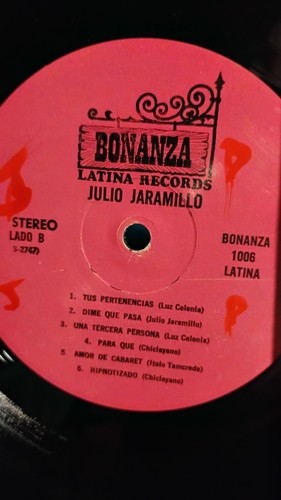 BONANZA
LATINA RECORDS
JULIO JARAMILLO
STEREO
LADO B
S-2747)
BONANZA
1006
LATINA
J
P
J
P
1. TUS PERTENENCIAS (Luz Celenia)
2. DIME QUE PASA (Julio Jaramillo)
3. UNA TERCERA PERSONA (Luz Celenia)
4. PARA QUE (Chiclayano)
5. AMOR DE CABARET (Italo Tancreda)
6. HIPNOTIZADO (Chiclayano)